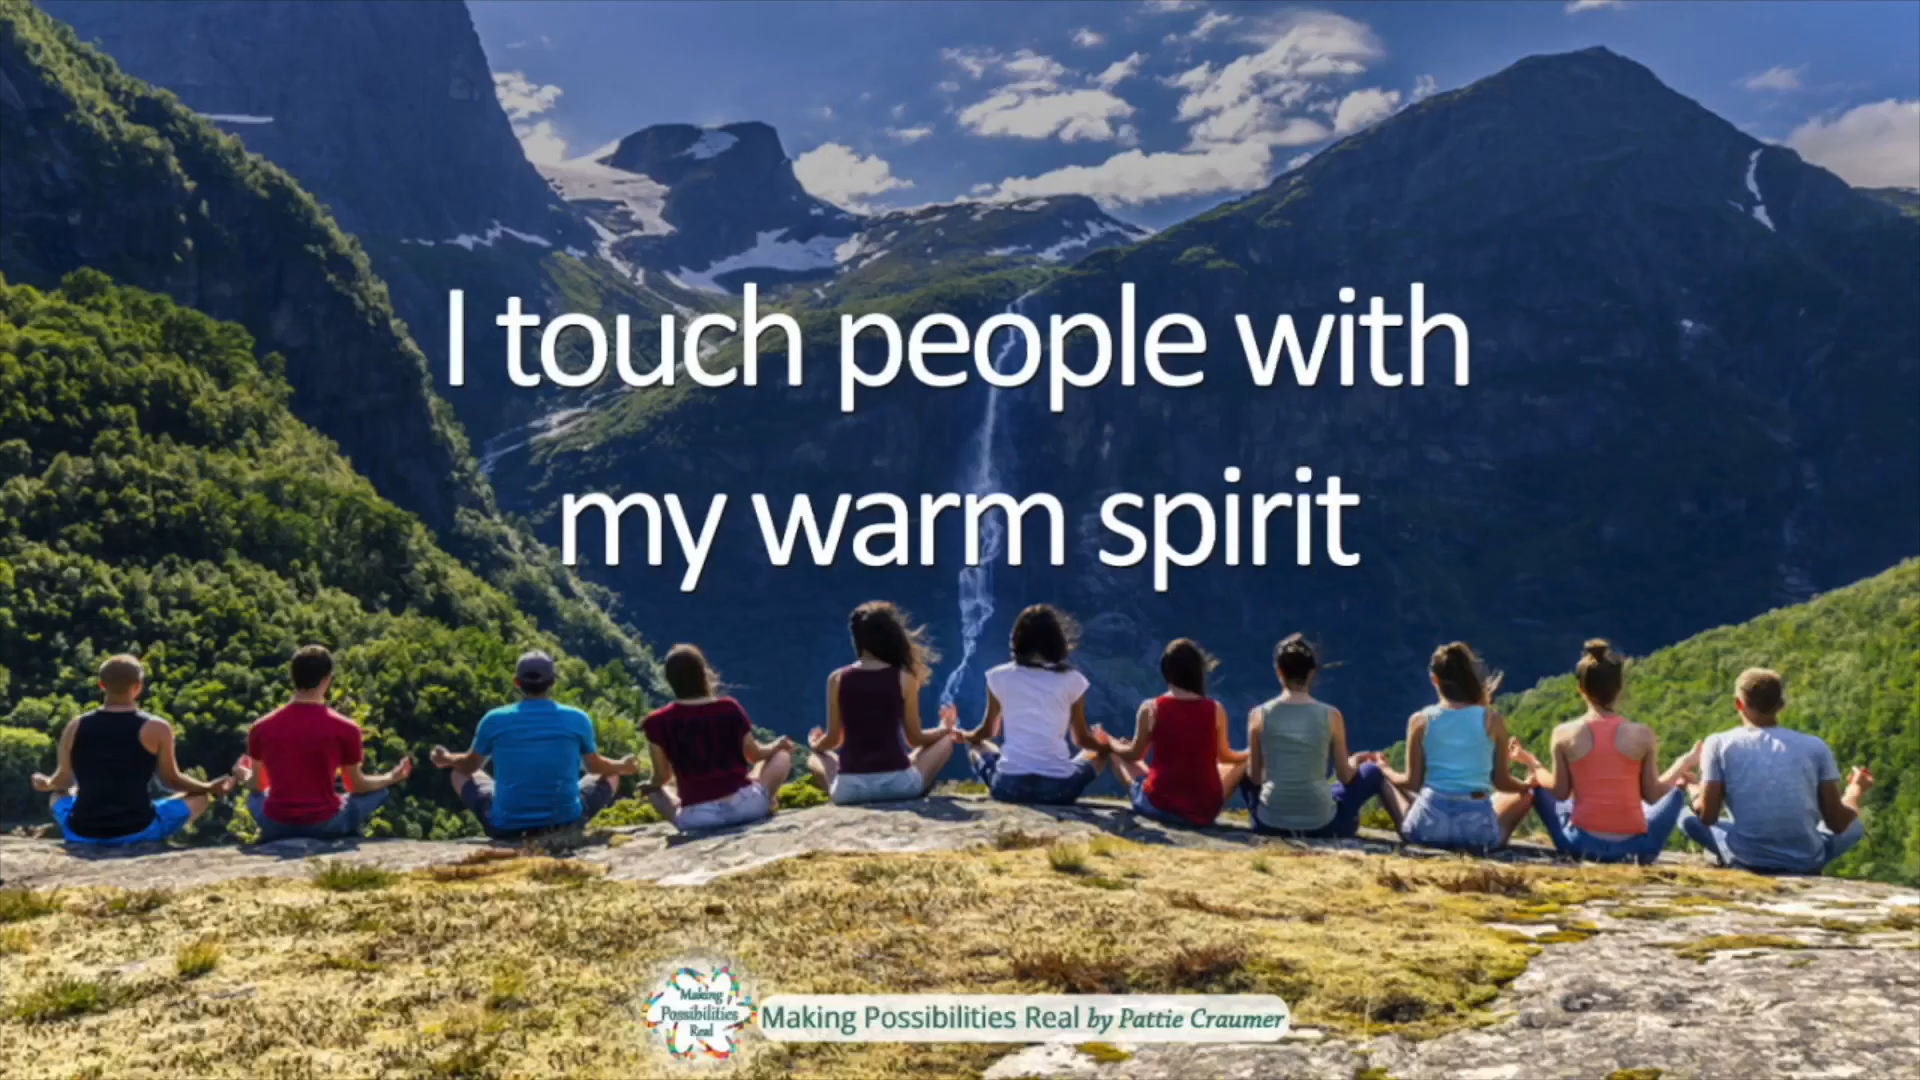 I touch people with
my warm spirit
Making
Possibilities
Real
Making Possibilities Real by Pattie Craumer